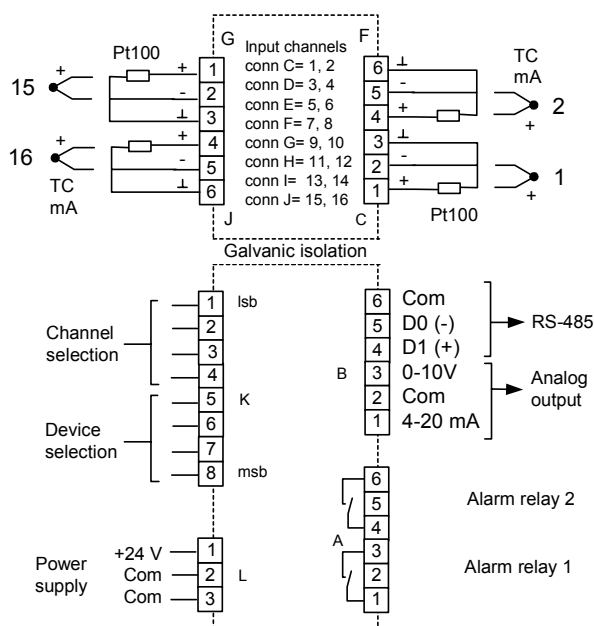 G
F
Input channels
conn C= 1, 2
conn D= 3, 4
conn E= 5, 6
conn F= 7, 8
conn G= 9, 10
conn H= 11, 12
conn I= 13, 14
conn J= 15, 16
Pt100
15
+
+
-
⊥
1
2
3
16
+
TC
mA
+
-
⊥
4
5
6
J
TC
mA
2
+
⊥
-
+
6
5
4
1
+
⊥
-
+
3
2
1
Pt100
C
Galvanic isolation
Channel
selection
1 lsb
2
3
4
Device
selection
5 K
6
7
8 msb
B
6 Com
5 D0 (-)
4 D1 (+)
RS-485
3 0-10V
2 Com
1 4-20 mA
Analog
output
Power
supply
+24 V 1
Com 2 L
Com 3
A
6
5
4
Alarm relay 2
3
2
1
Alarm relay 1